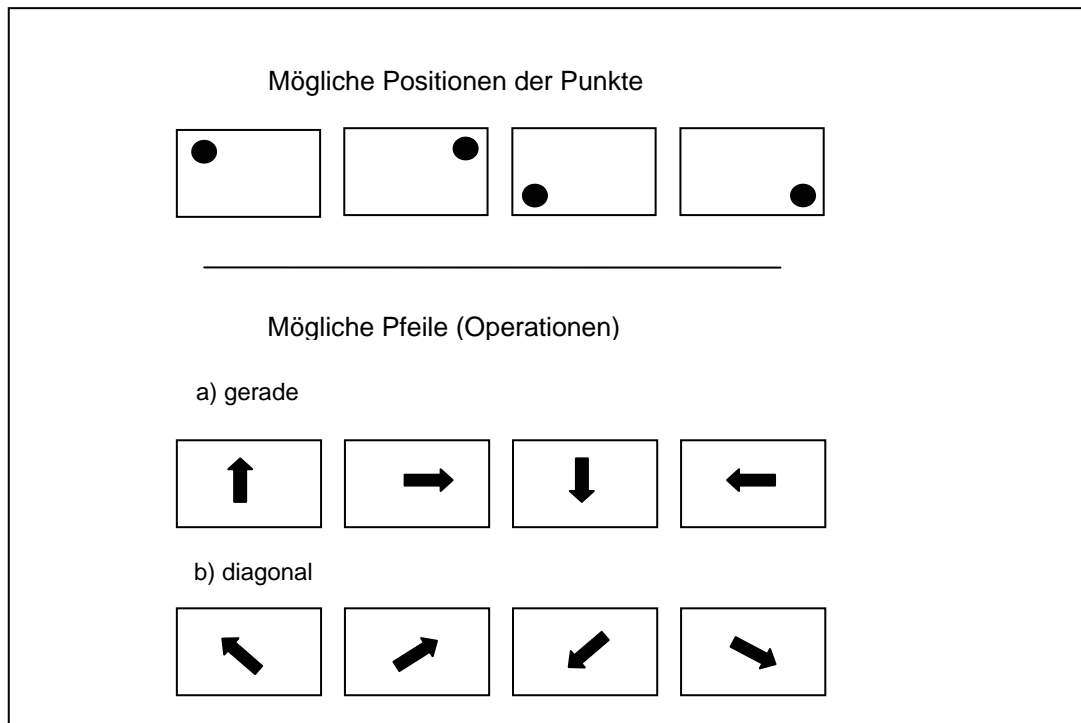 Mögliche Positionen der Punkte
Mögliche Pfeile (Operationen)
a) gerade
b) diagonal